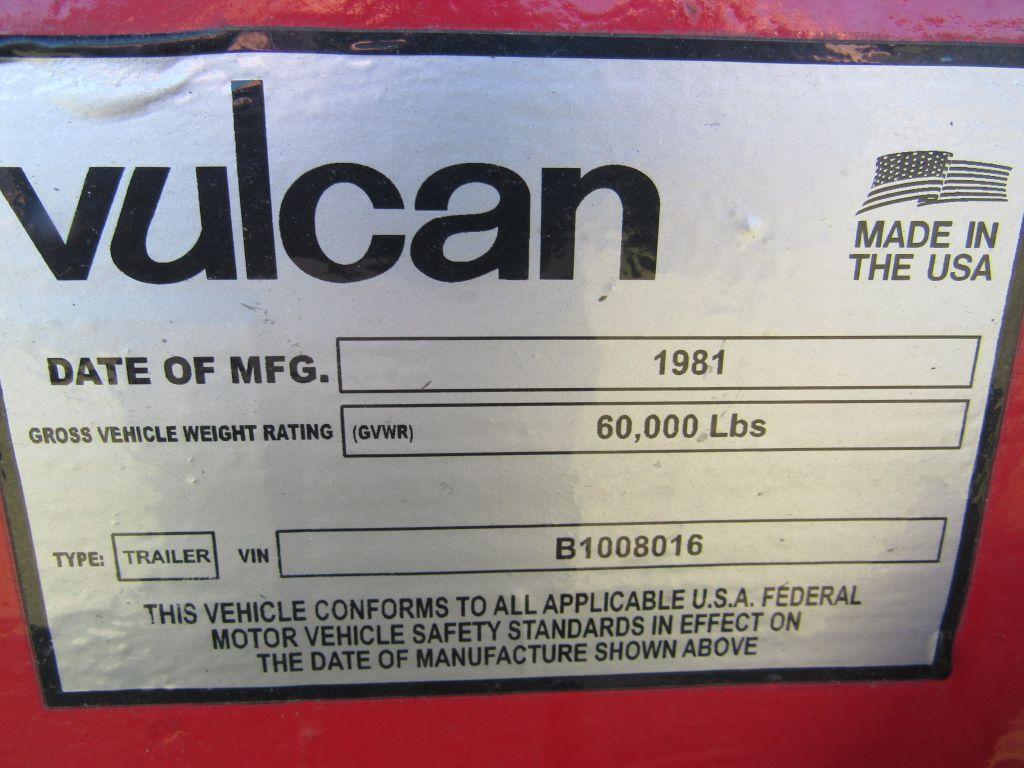 vulcan
MADE IN
THE USA
DATE OF MFG. 1981
GROSS VEHICLE WEIGHT RATING (GVWR) 60,000 Lbs
TYPE: TRAILER VIN B1008016
THIS VEHICLE CONFORMS TO ALL APPLICABLE U.S.A. FEDERAL
MOTOR VEHICLE SAFETY STANDARDS IN EFFECT ON
THE DATE OF MANUFACTURE SHOWN ABOVE